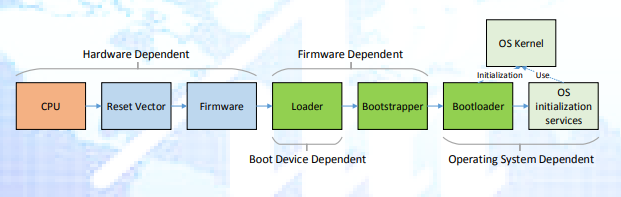 OS Kernel
Hardware Dependent
Firmware Dependent
Initialization
Use
CPU
Reset Vector
Firmware
Loader
Bootstrapper
Bootloader
OS
initialization
services
Boot Device Dependent
Operating System Dependent